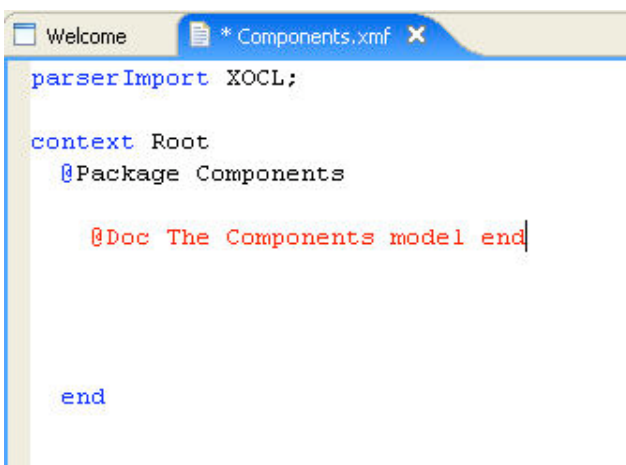 Welcome * Components.xmf
parserImport XOCL;
context Root
@Package Components
@Doc The Components model end
end